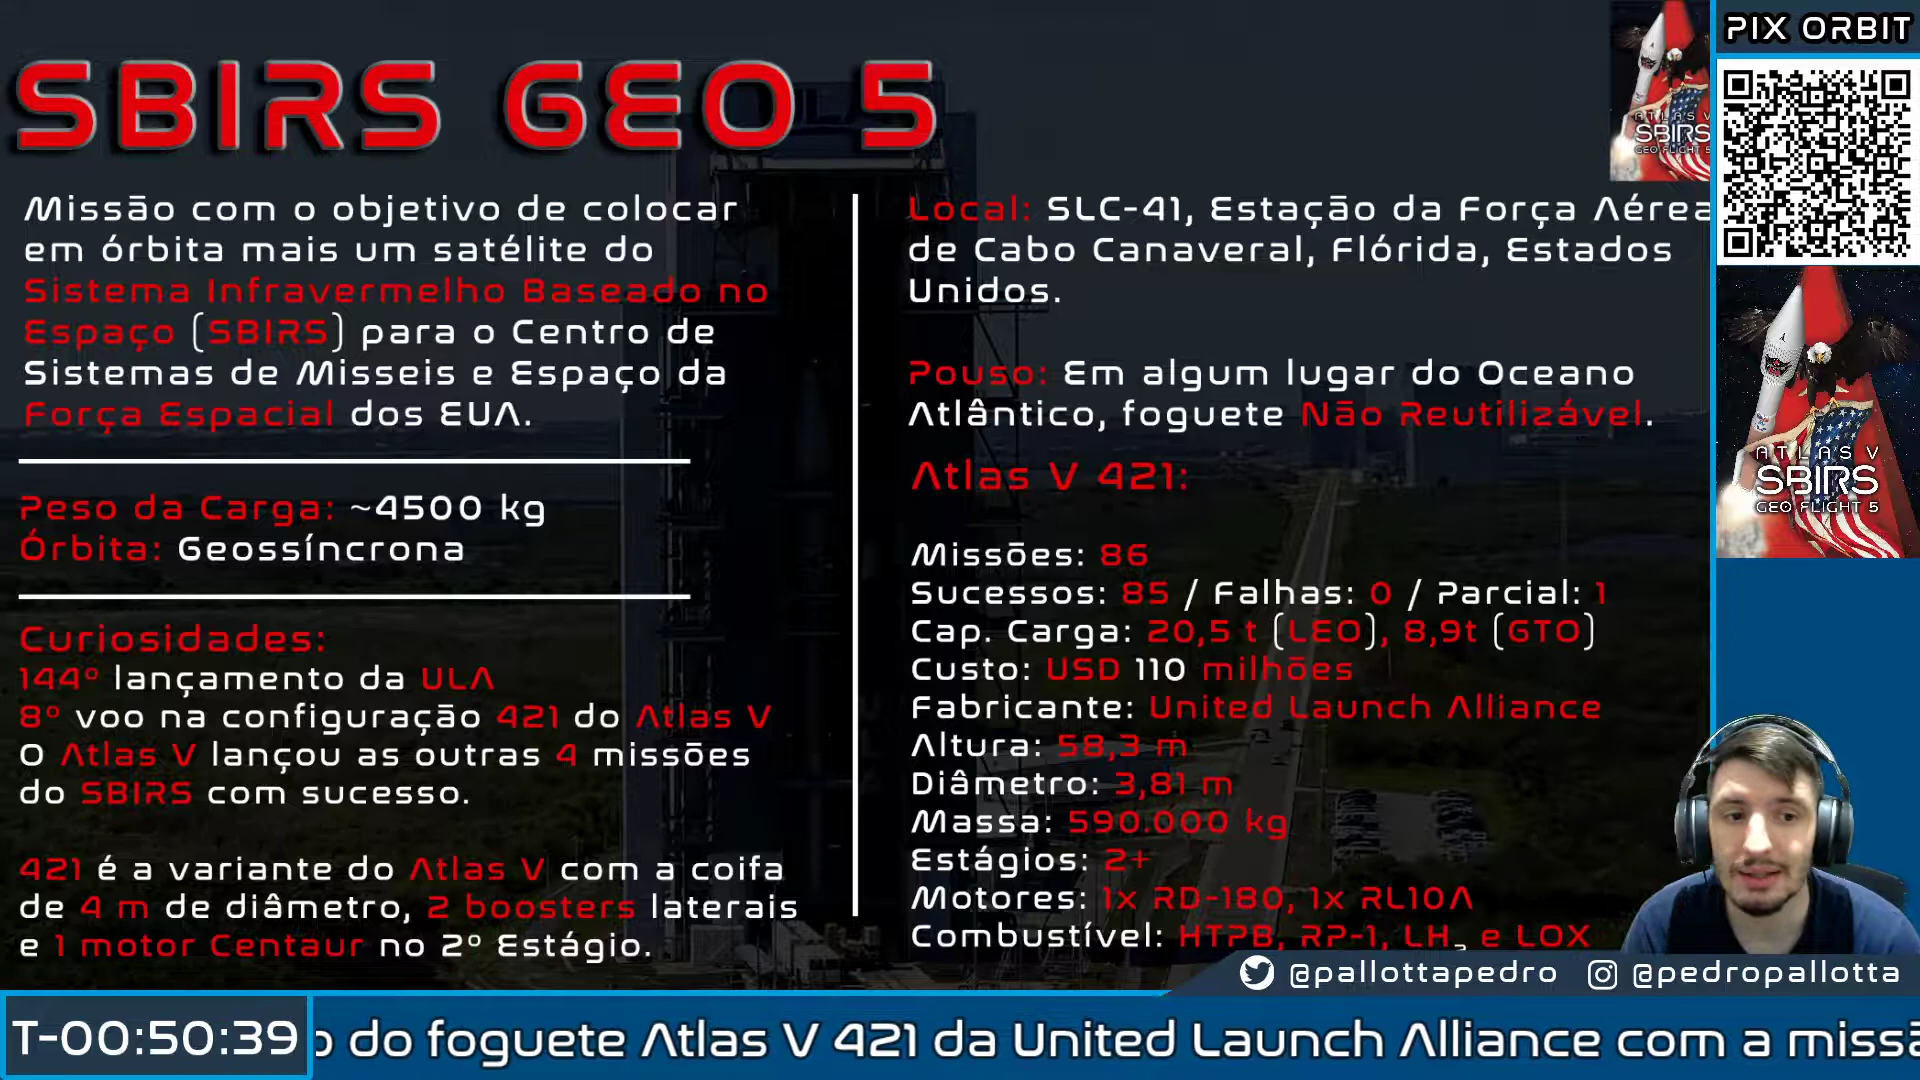 SBIRS GEO 5
Missão com o objetivo de colocar
em órbita mais um satélite do
Sistema Infravermelho Baseado no
Espaço (SBIRS) para o Centro de
Sistemas de Misseis e Espaço da
Força Espacial dos EUA.
Peso da Carga: ~4500 kg
Órbita: Geossíncrona
Curiosidades:
144º lançamento da ULA
8º voo na configuração 421 do Atlas V
O Atlas V lançou as outras 4 missões
do SBIRS com sucesso.
421 é a variante do Atlas V com a coifa
de 4 m de diâmetro, 2 boosters laterais
e 1 motor Centaur no 2º Estágio.
Local: SLC-41, Estação da Força Aérea
de Cabo Canaveral, Flórida, Estados
Unidos.
Pouso: Em algum lugar do Oceano
Atlântico, foguete Não Reutilizável.
Atlas V 421:
Missões: 86
Sucessos: 85 / Falhas: 0 / Parcial: 1
Cap. Carga: 20,5 t (LEO), 8,9t (GTO)
Custo: USD 110 milhões
Fabricante: United Launch Alliance
Altura: 58,3 m
Diâmetro: 3,81 m
Massa: 590.000 kg
Estágios: 2+
Motores: 1x RD-180, 1x RL10A
Combustível: HTPB, RP-1, LH₂ e LOX
ATLAS V
SBIRS
GEO FLIGHT 5
PIX ORBIT
ATLAS V
SBIRS
GEO FLIGHT 5
@pallottapedro @pedropallotta
T-00:50:39
o do foguete Atlas V 421 da United Launch Alliance com a missã